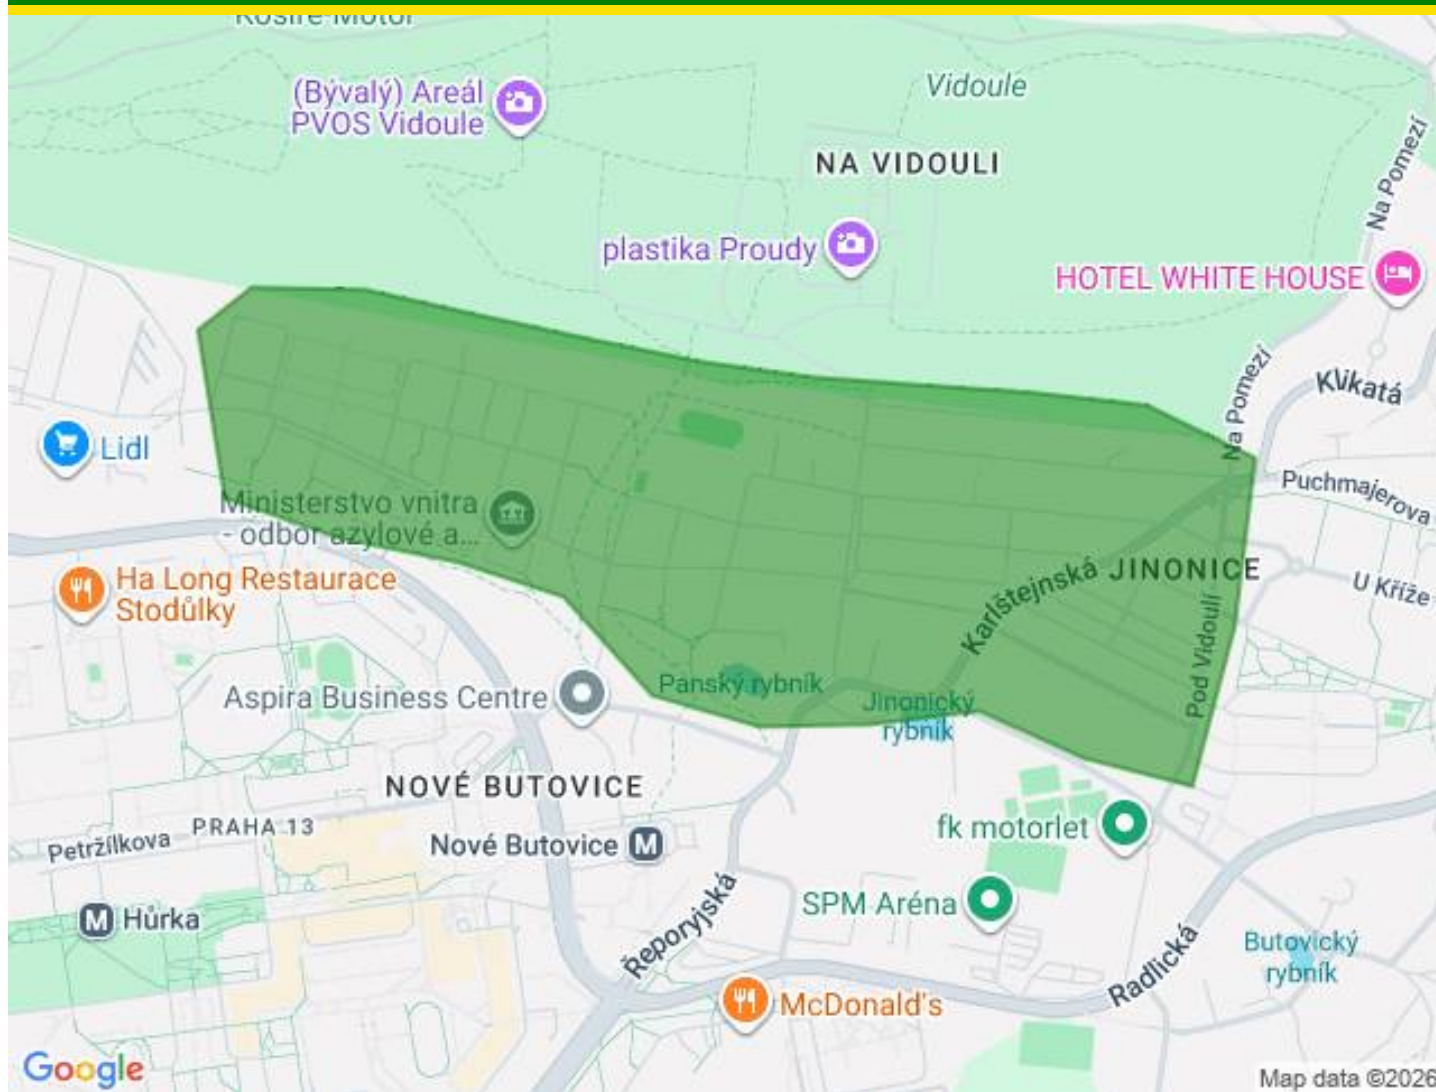 Košíře-Motol
(Bývalý) Areál
PVOS Vidoule
Vidoule
NA VIDOULI
Na Pomezí
plastika Proudy
HOTEL WHITE HOUSE
Na Pomezí
Klikatá
Lidl
Puchmajerova
Ministerstvo vnitra
- odbor azylové a...
Ha Long Restaurace
Stodůlky
Karlštejnská
JINONICE
U Kříže
Pod Vidoulí
Aspira Business Centre
Panský rybník
Jinonický
rybník
NOVÉ BUTOVICE
PRAHA 13
Petržílkova
Nové Butovice M
fk motorlet
M Hůrka
Řeporyjská
SPM Aréna
Radlická
Butovický
rybník
McDonald's
Google
Map data ©2026